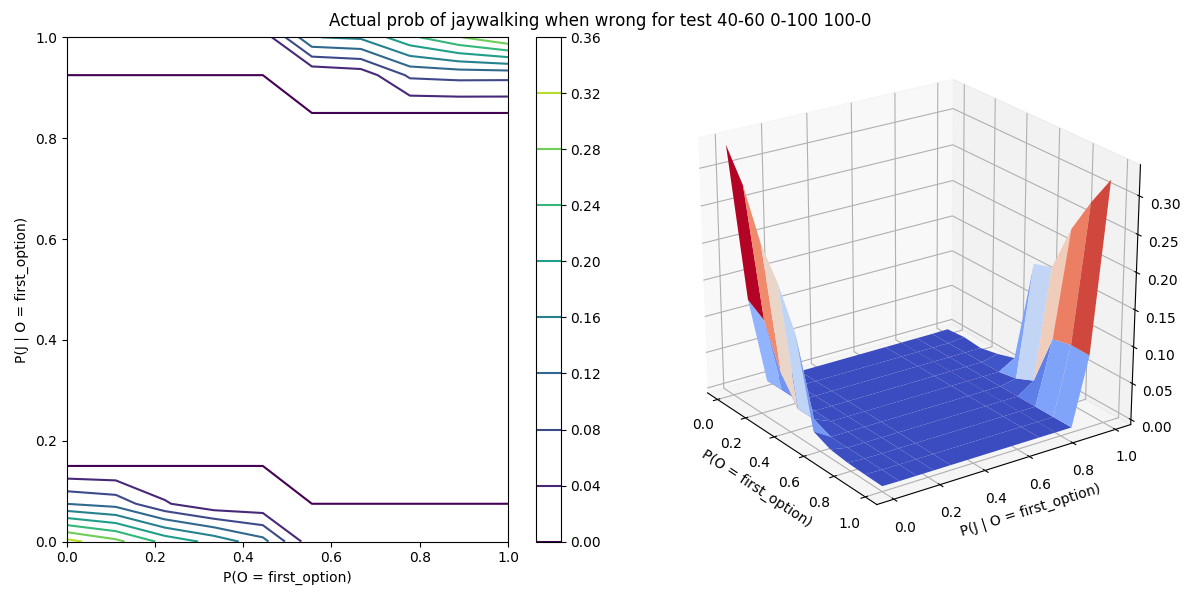 Actual prob of jaywalking when wrong for test 40-60 0-100 100-0
1.0
0.8
0.6
0.4
0.2
0.0
P(J | O = first_option)
0.0 0.2 0.4 0.6 0.8 1.0
P(O = first_option)
0.36
0.32
0.28
0.24
0.20
0.16
0.12
0.08
0.04
0.00
0.30
0.25
0.20
0.15
0.10
0.05
0.00
0.0 0.2 0.4 0.6 0.8 1.0
P(O = first_option)
0.0 0.2 0.4 0.6 0.8 1.0
P(J | O = first_option)